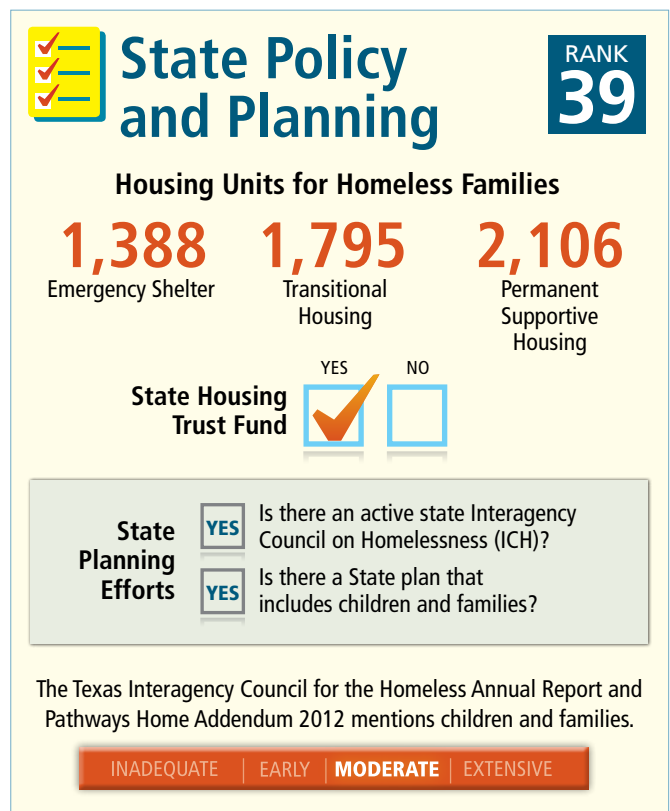 State Policy
and Planning
RANK
39
Housing Units for Homeless Families
1,388
Emergency Shelter
1,795
Transitional
Housing
2,106
Permanent
Supportive
Housing
YES NO
State Housing
Trust Fund
State
Planning
Efforts
YES
Is there an active state Interagency
Council on Homelessness (ICH)?
YES
Is there a State plan that
includes children and families?
The Texas Interagency Council for the Homeless Annual Report and
Pathways Home Addendum 2012 mentions children and families.
INADEQUATE | EARLY | MODERATE | EXTENSIVE